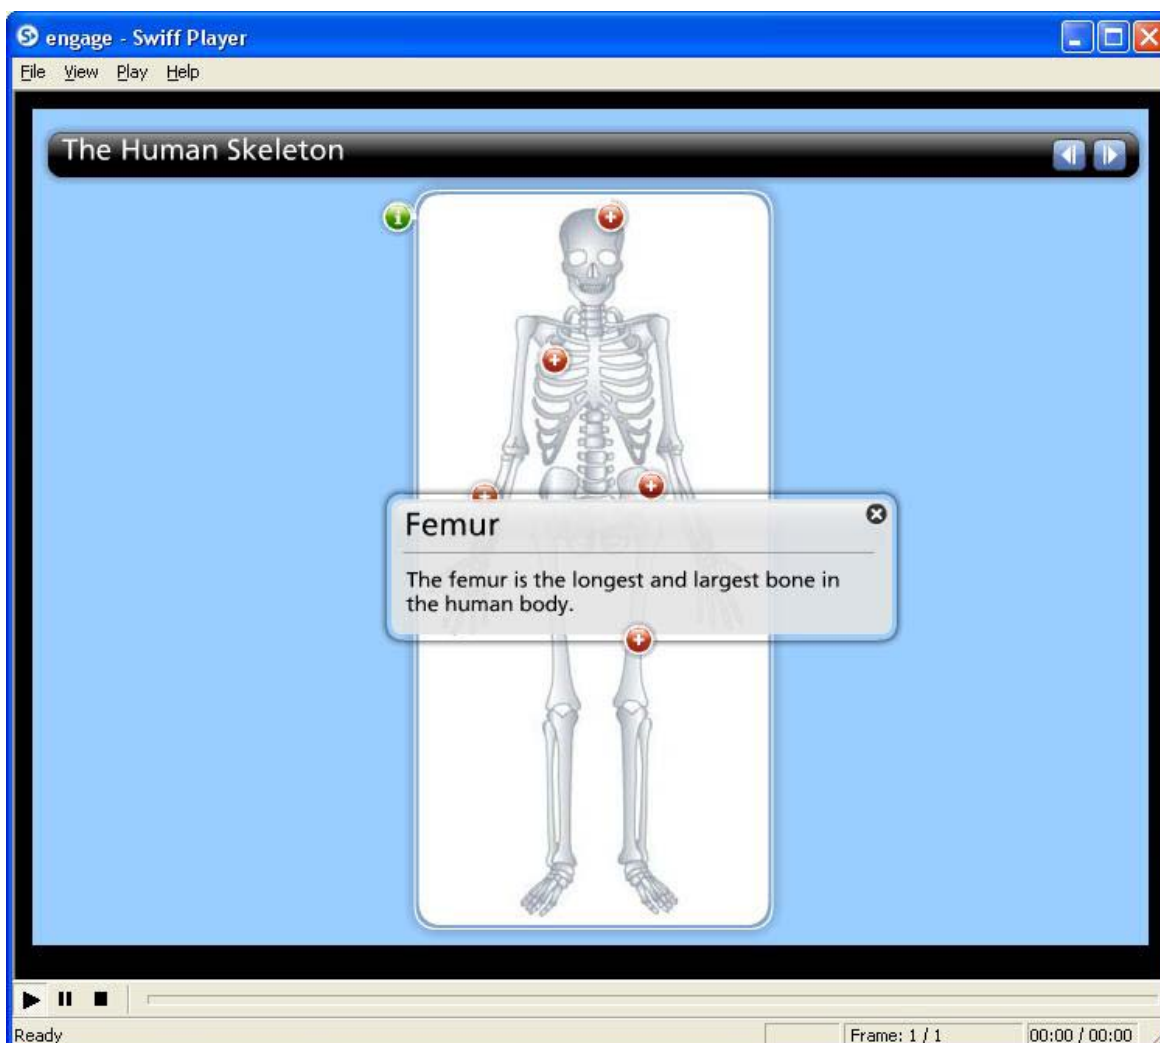 engage - Swiff Player
File View Play Help
The Human Skeleton
Femur
The femur is the longest and largest bone in
the human body.
Ready
Frame: 1 / 1
00:00 / 00:00